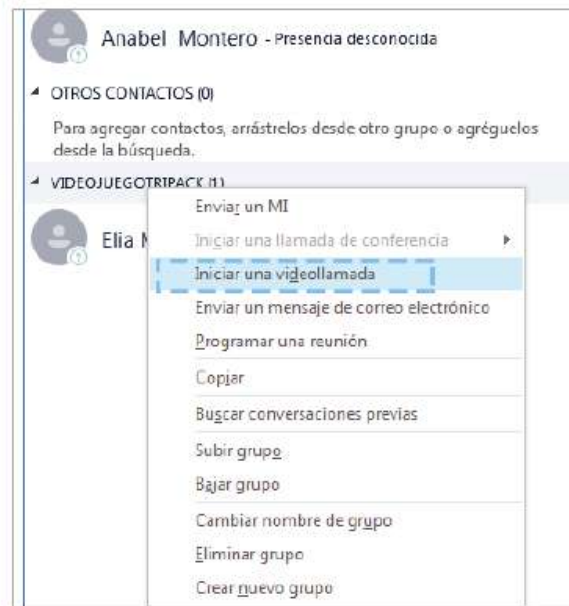 Anabel Montero - Presencia desconocida
OTROS CONTACTOS (0)
Para agregar contactos, arrástrelos desde otro grupo o agréguelos
desde la búsqueda.
VIDEOJUEGOTRIPACK (1)
Elia
Enviar un MI
Iniciar una llamada de conferencia
Iniciar una videollamada
Enviar un mensaje de correo electrónico
Programar una reunión
Copiar
Buscar conversaciones previas
Subir grupo
Bajar grupo
Cambiar nombre de grupo
Eliminar grupo
Crear nuevo grupo